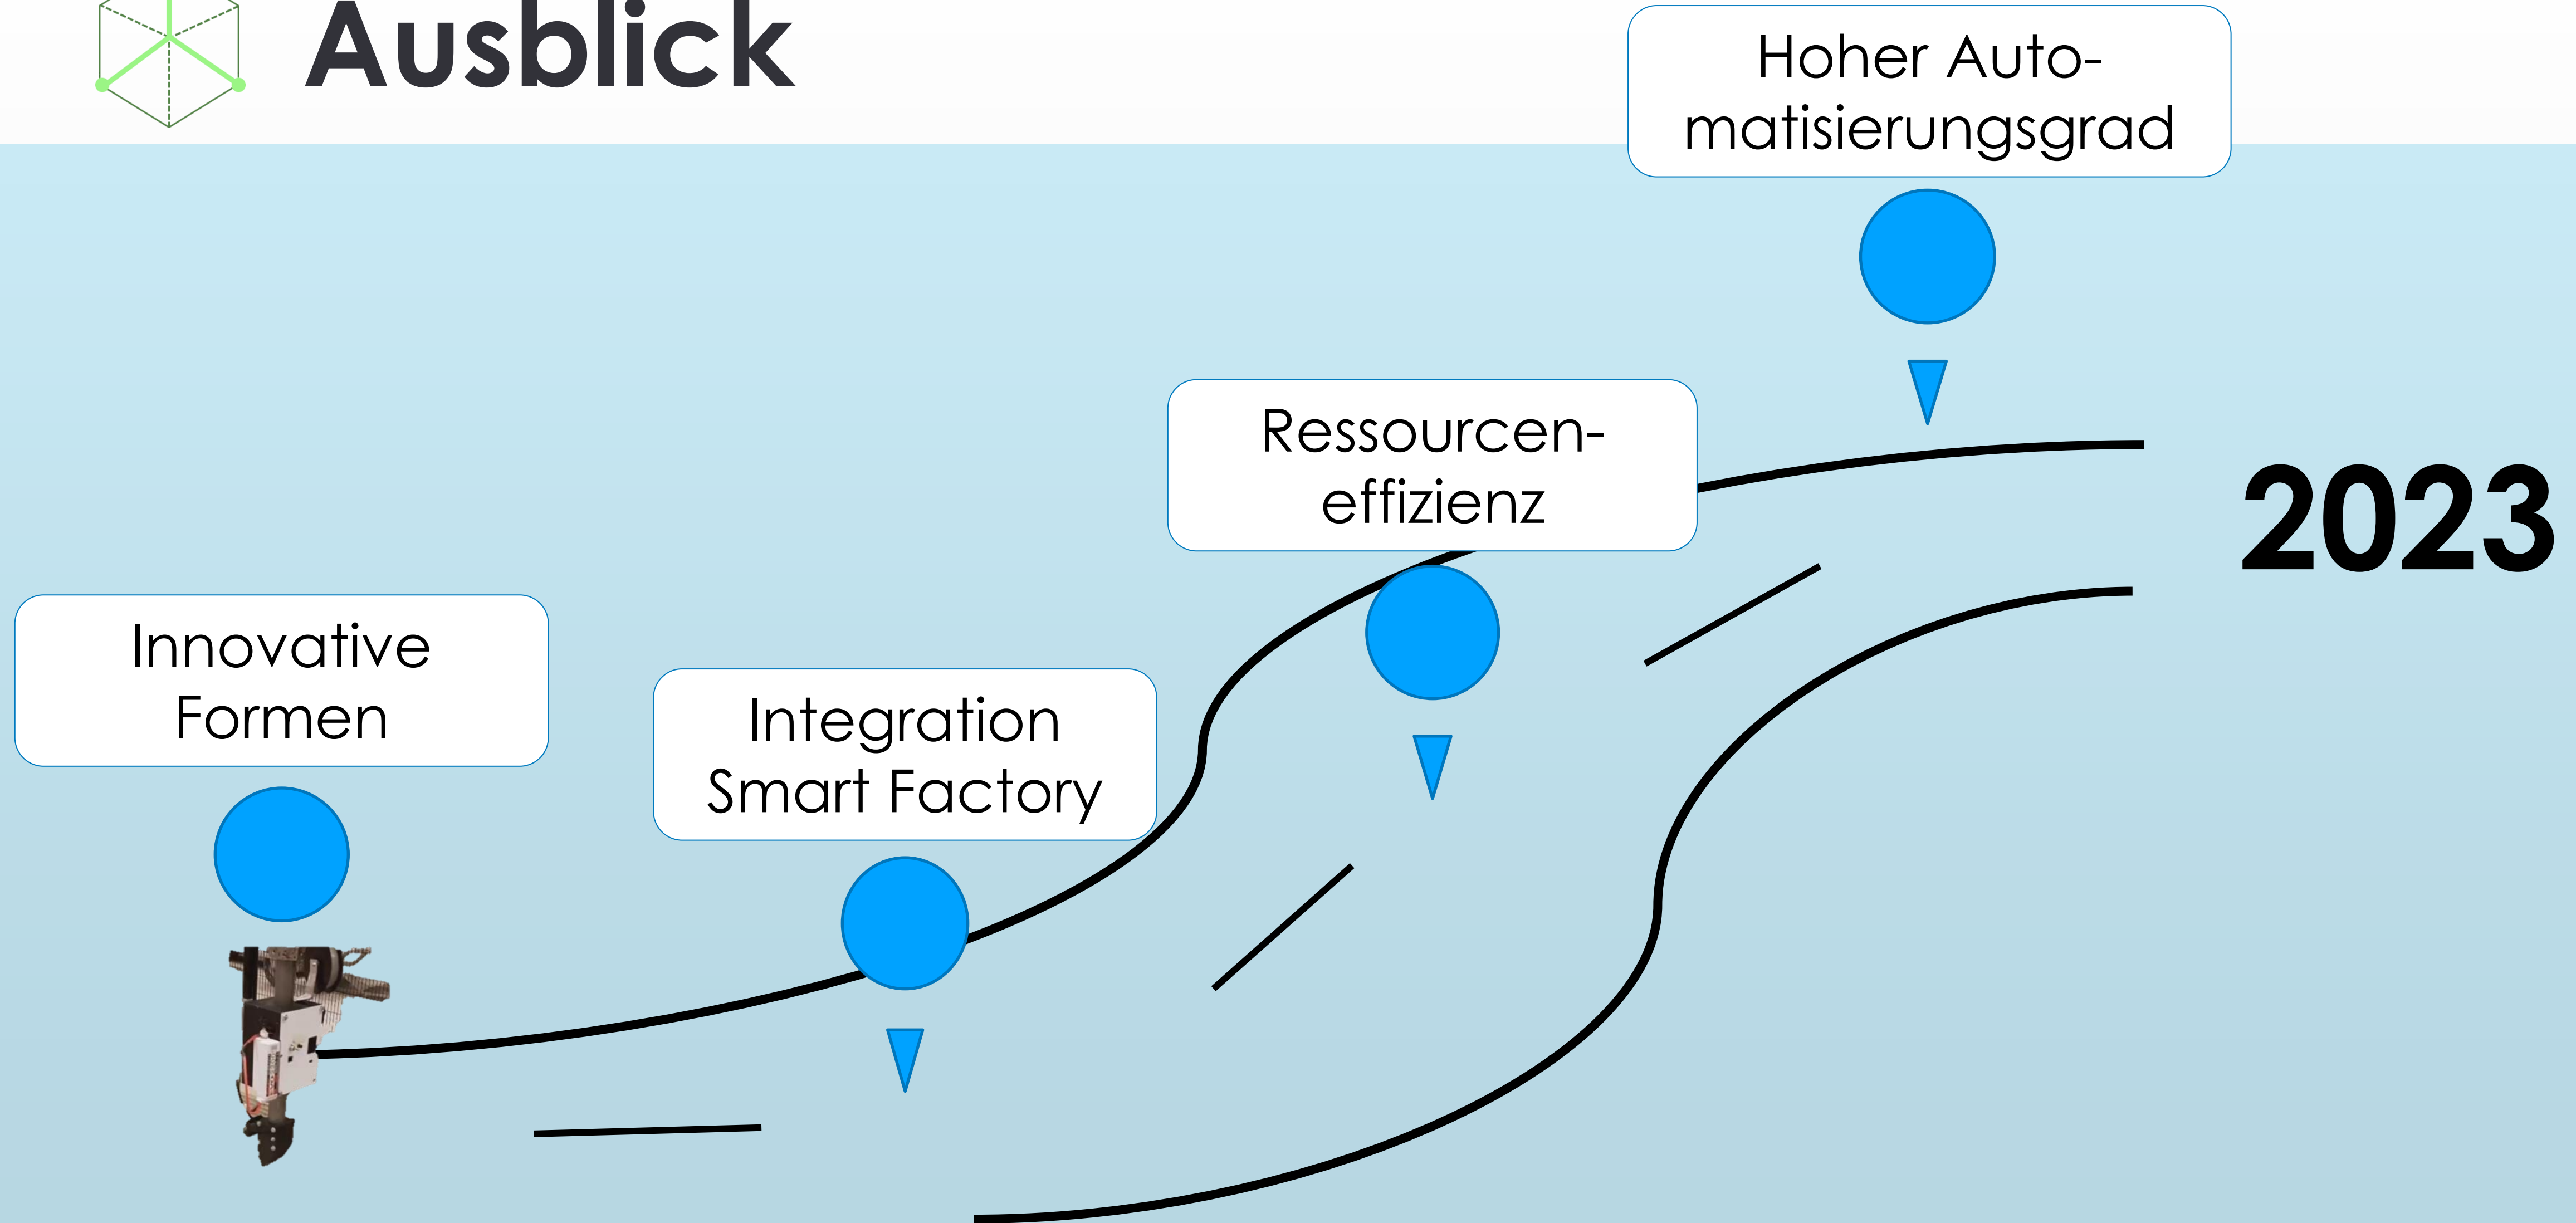 Ausblick
Hoher Auto-
matisierungsgrad
Ressourcen-
effizienz
2023
Innovative
Formen
Integration
Smart Factory